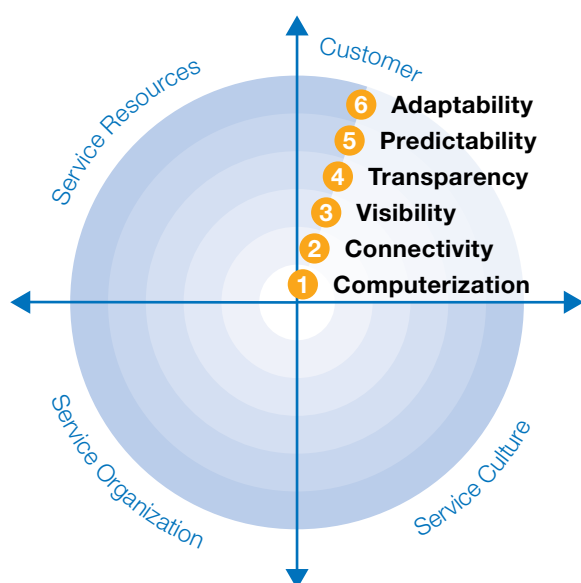 Customer
Service Resources
6 Adaptability
5 Predictability
4 Transparency
3 Visibility
2 Connectivity
1 Computerization
Service Organization
Service Culture